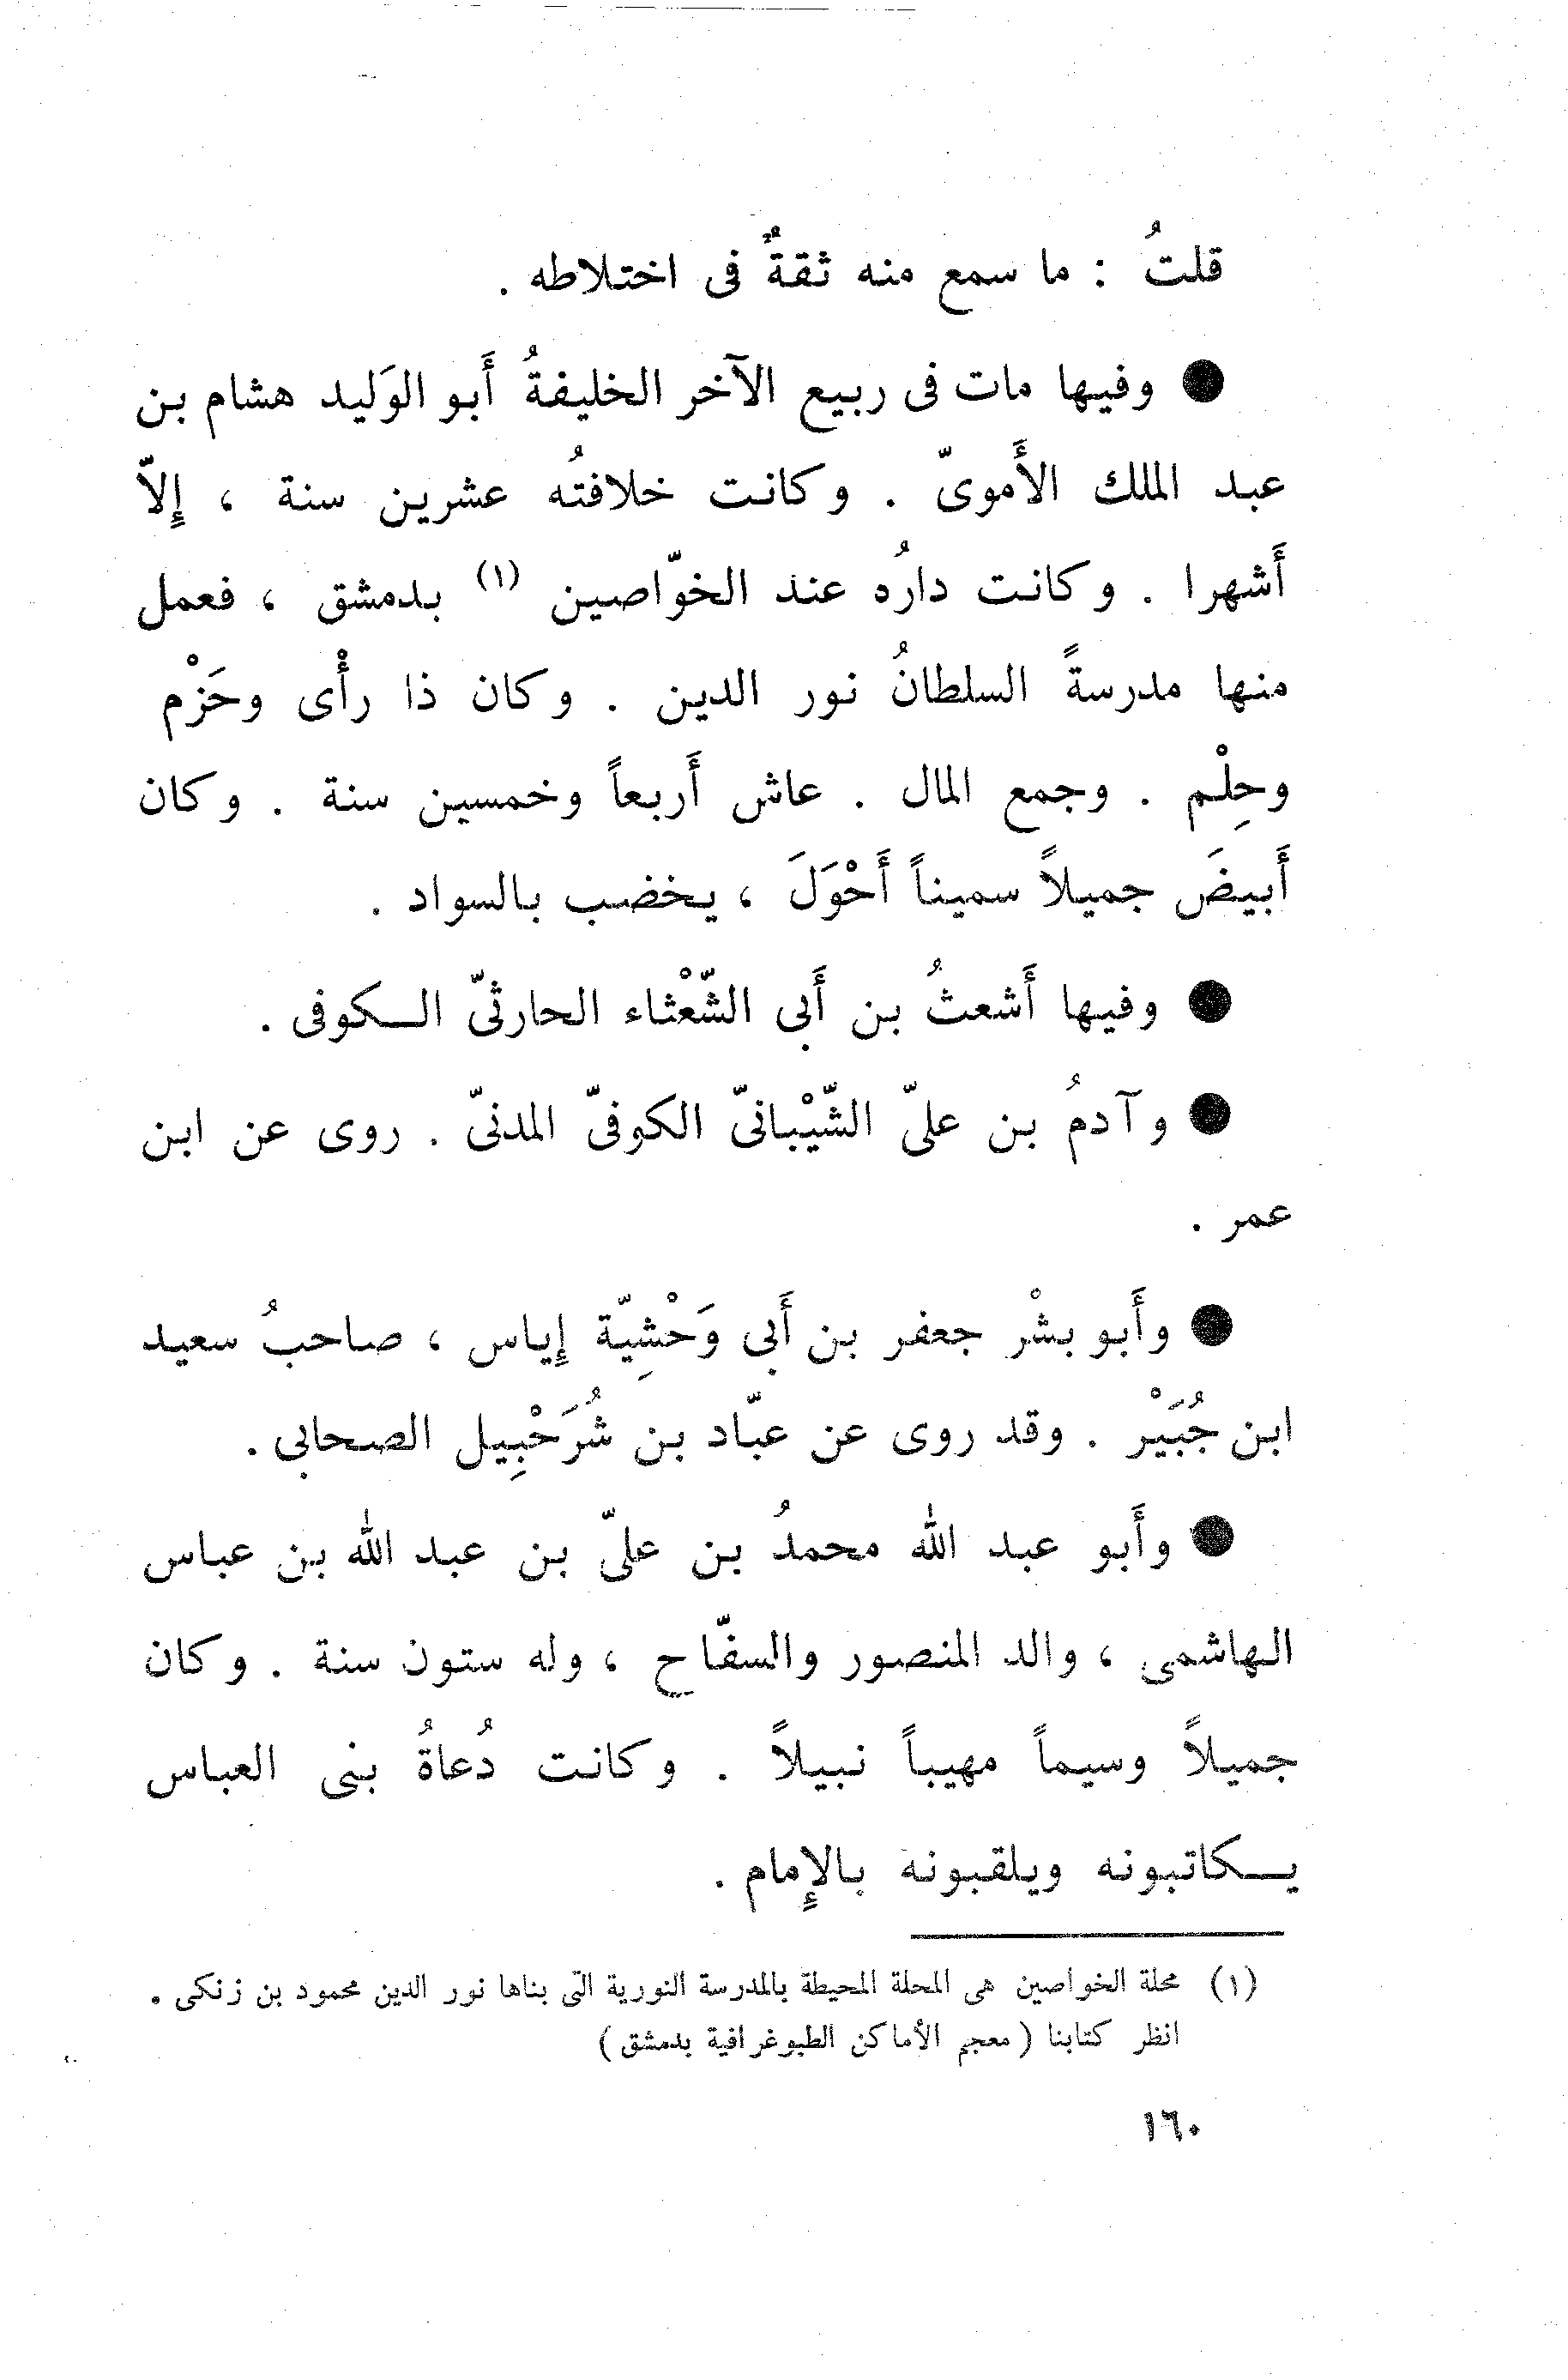 قلتُ : ما سمع منه ثقةٌ فى اختلاطه .
● وفيها مات فى ربيع الآخر الخليفةُ أَبو الوَليد هشام بن
عبد الملك الأَموىّ . وكانت خلافتُه عشرين سنة ، إِلاّ
أَشهرا . وكانت دارُه عند الخوّاصين (١) بدمشق ، فعمل
منها مدرسةً السلطانُ نور الدين . وكان ذا رأْى وحَزْم
وحِلْم . وجمع المال . عاش أَربعاً وخمسين سنة . وكان
أَبيضَ جميلاً سميناً أَحْوَلَ ، يخضب بالسواد .
● وفيها أَشعثُ بن أَبى الشّعْثاء الحارثىّ الكوفى .
● وآدمُ بن علىّ الشّيْبانىّ الكوفىّ المدنىّ . روى عن ابن
عمر .
● وأَبو بشْر جعفر بن أَبى وَحْشِيّة إِياس ، صاحبُ سعيد
ابن جُبَيْر . وقد روى عن عبّاد بن شُرَحْبِيل الصحابى .
● وأَبو عبد الله محمدُ بن علىّ بن عبد الله بن عباس
الهاشمى ، والد المنصور والسفّاح ، وله ستون سنة . وكان
جميلاً وسيماً مهيباً نبيلاً . وكانت دُعاةُ بنى العباس
يكاتبونه ويلقبونه بالإِمام .
(١) محلة الخواصين هى المحلة المحيطة بالمدرسة النورية التى بناها نور الدين محمود بن زنكى .
انظر كتابنا ( معجم الأماكن الطبوغرافية بدمشق )
١٦٠